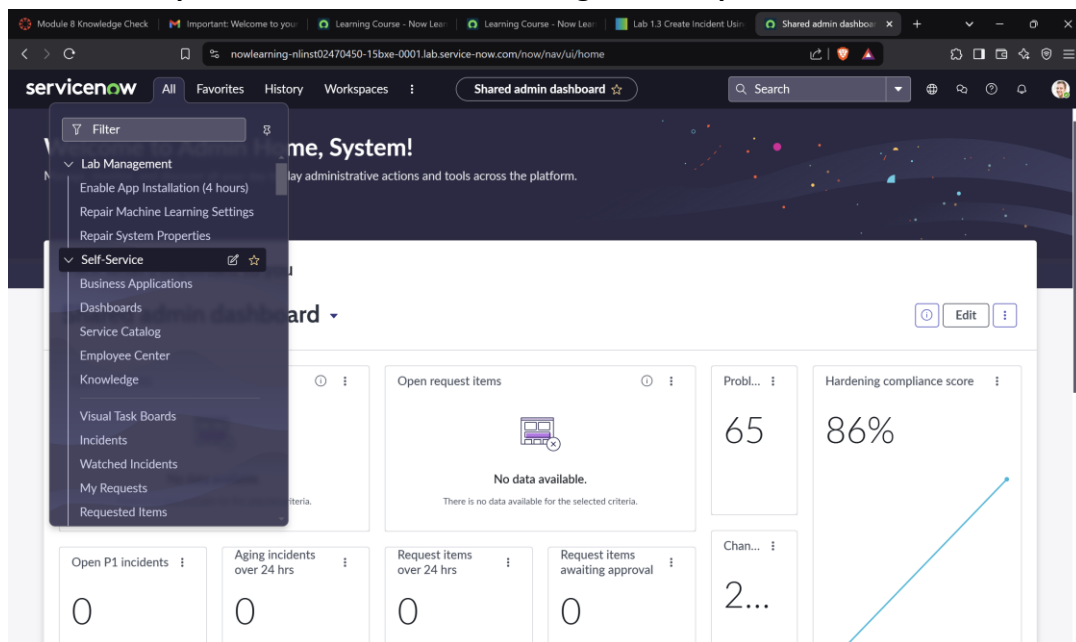 Module 8 Knowledge Check
Important: Welcome to your
Learning Course - Now Lear
Learning Course - Now Lear
Lab 1.3 Create Incident Usin
Shared admin dashboar
nowlearning-nlinst02470450-15bxe-0001.lab.service-now.com/now/nav/ui/home
servicenow All Favorites History Workspaces Shared admin dashboard Search
Filter
Lab Management
Enable App Installation (4 hours)
Repair Machine Learning Settings
Repair System Properties
Self-Service
Business Applications
Dashboards
Service Catalog
Employee Center
Knowledge
Visual Task Boards
Incidents
Watched Incidents
My Requests
Requested Items
Welcome to Admin Home, System!
lay administrative actions and tools across the platform.
Shared admin dashboard
Edit
Open request items
No data available.
There is no data available for the selected criteria.
Probl...
65
Hardening compliance score
86%
Chan...
2...
Open P1 incidents
0
Aging incidents
over 24 hrs
0
Request items
over 24 hrs
0
Request items
awaiting approval
0